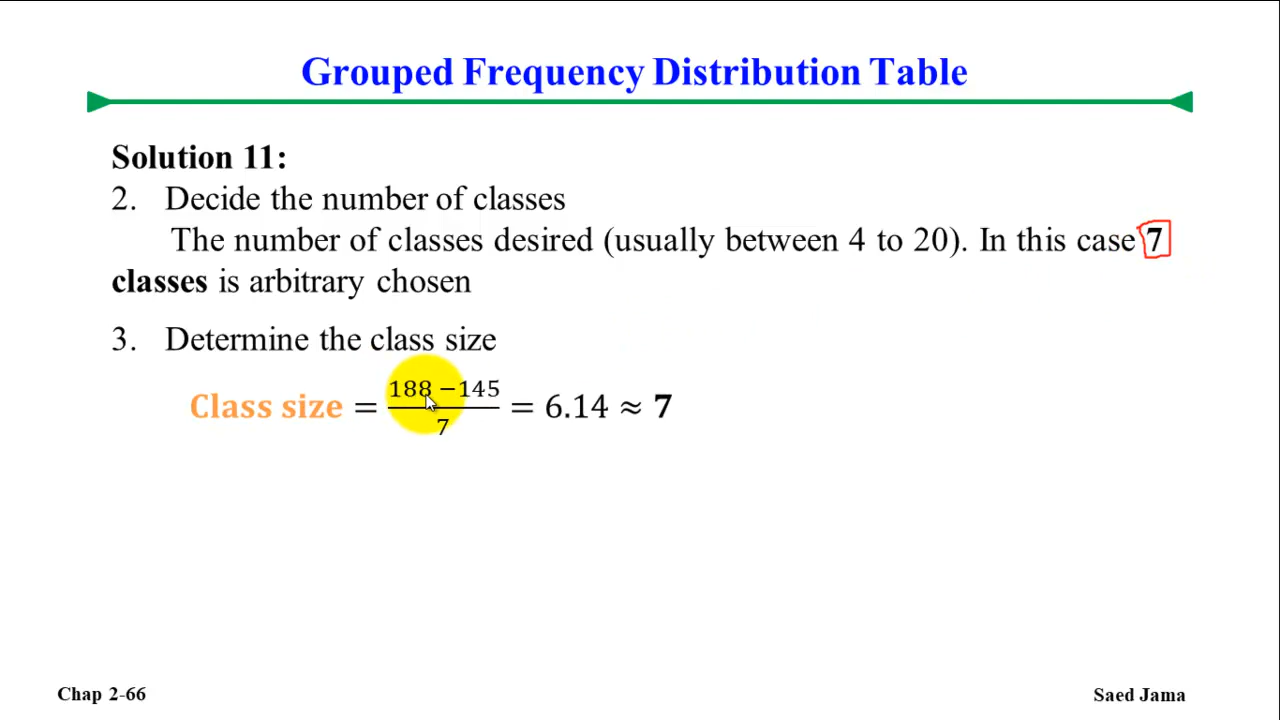 Grouped Frequency Distribution Table
Solution 11:
2. Decide the number of classes
The number of classes desired (usually between 4 to 20). In this case 7
classes is arbitrary chosen
3. Determine the class size
Class size = (188 − 145)/7 = 6.14 ≈ 7
Chap 2-66
Saed Jama